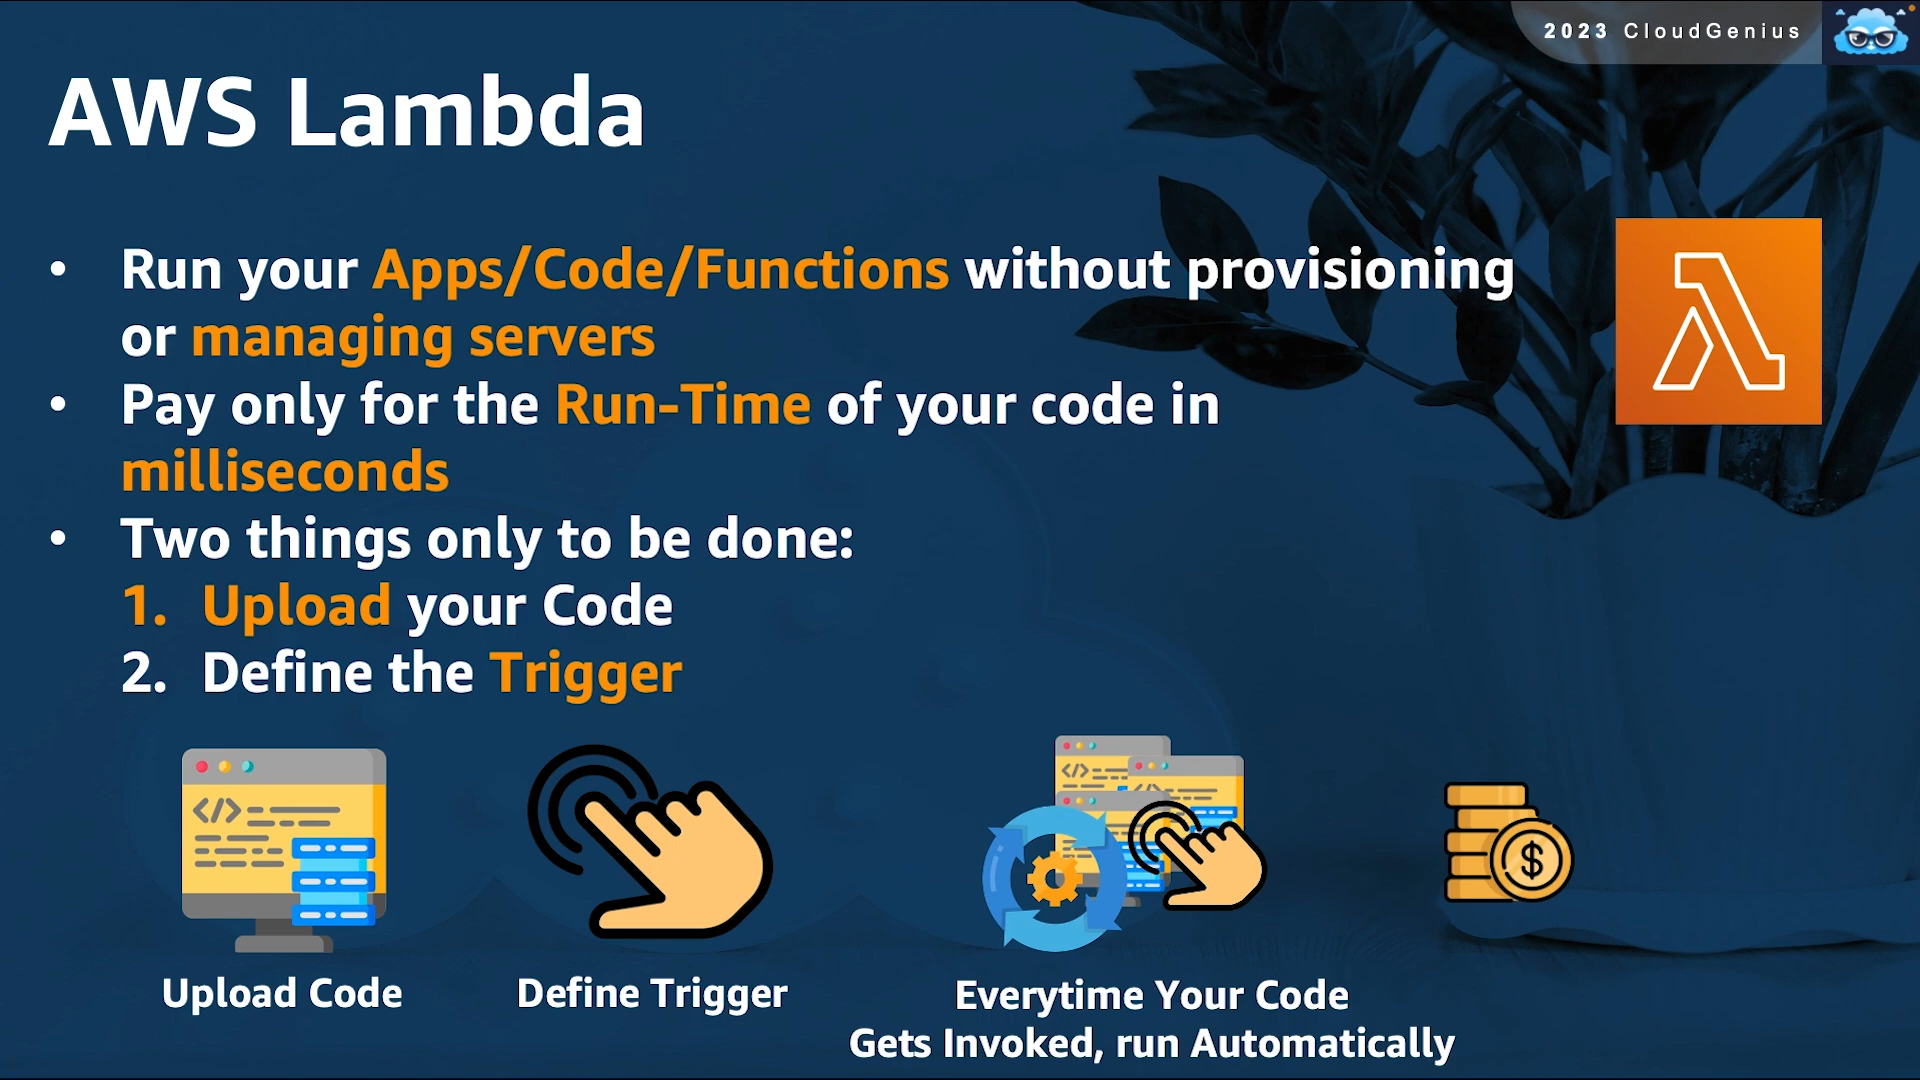 2023 CloudGenius
AWS Lambda
• Run your Apps/Code/Functions without provisioning
or managing servers
• Pay only for the Run-Time of your code in
milliseconds
• Two things only to be done:
1. Upload your Code
2. Define the Trigger
</>
</>
$
Upload Code
Define Trigger
Everytime Your Code
Gets Invoked, run Automatically